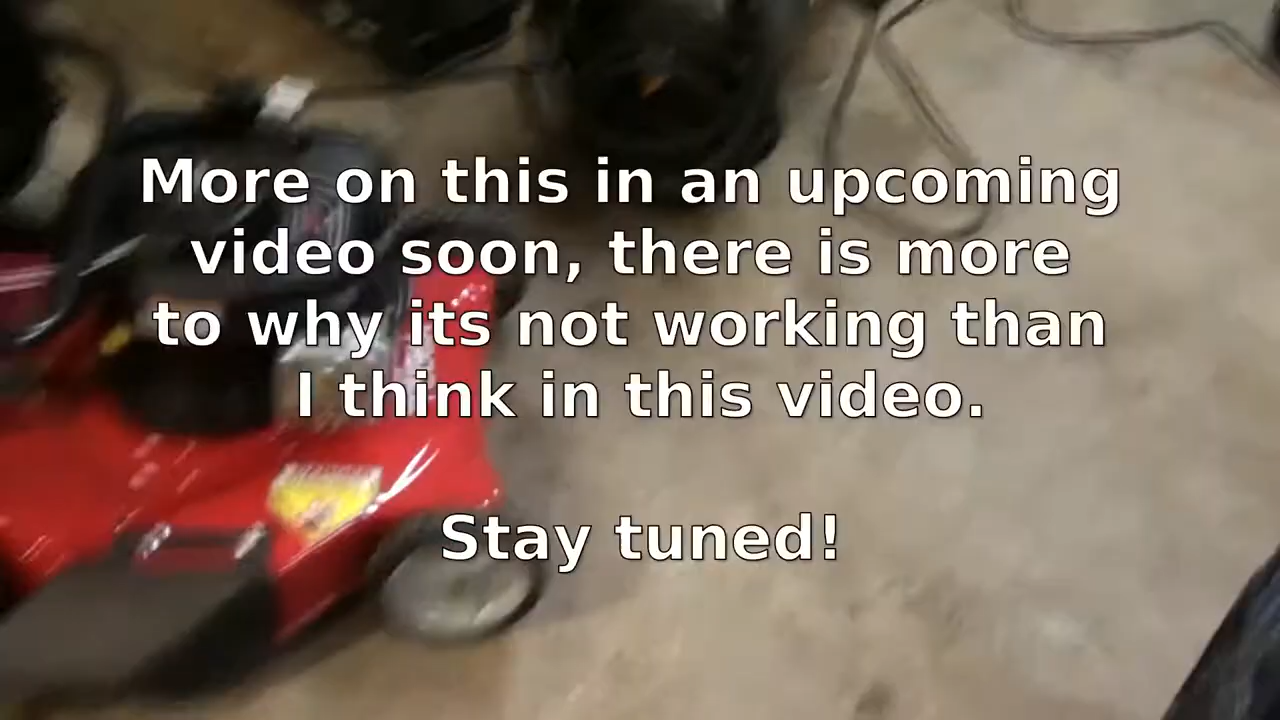 More on this in an upcoming
video soon, there is more
to why its not working than
I think in this video.
Stay tuned!